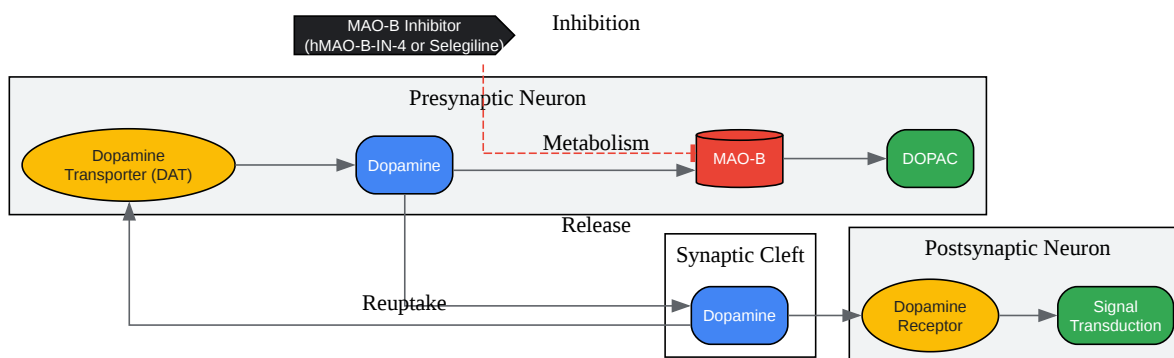 Inhibition
MAO-B Inhibitor
(hMAO-B-IN-4 or Selegiline)
Presynaptic Neuron
Metabolism
Dopamine
Transporter (DAT)
Dopamine
MAO-B
DOPAC
Release
Synaptic Cleft
Postsynaptic Neuron
Reuptake
Dopamine
Dopamine
Receptor
Signal
Transduction